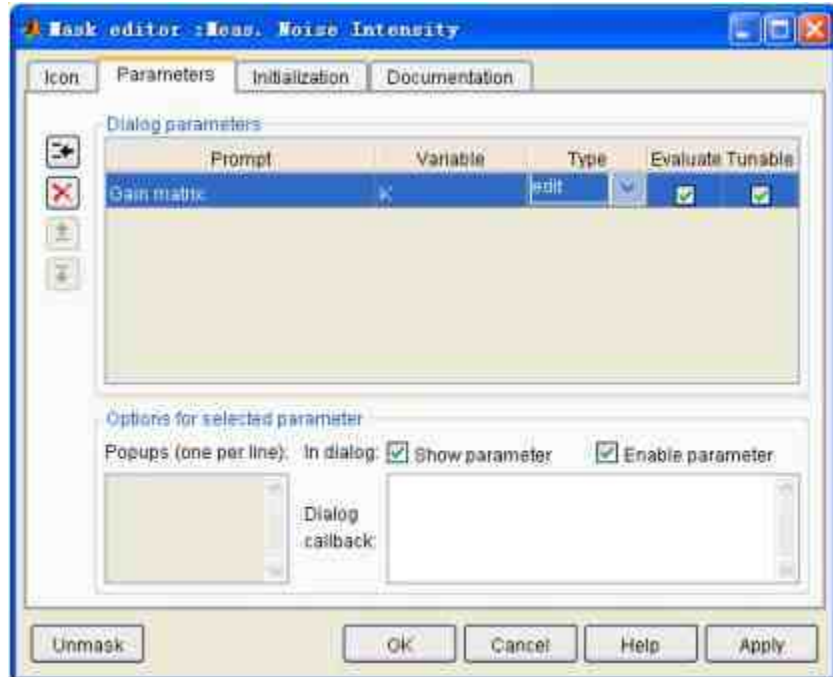 Mask editor :Meas. Noise Intensity
Icon Parameters Initialization Documentation
Dialog parameters
Prompt Variable Type Evaluate Tunable
Gain matrix K edit
Options for selected parameter
Popups (one per line): In dialog: Show parameter Enable parameter
Dialog
callback:
Unmask OK Cancel Help Apply